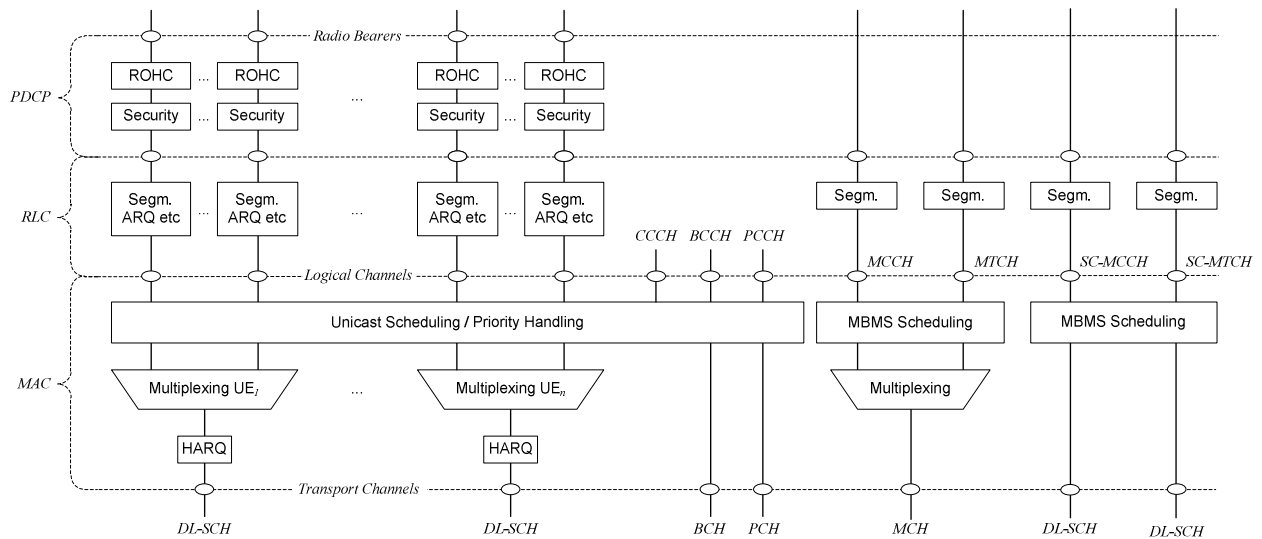 Radio Bearers
ROHC ... ROHC ROHC ... ROHC
PDCP
...
Security ... Security Security ... Security
Segm. Segm. Segm. Segm.
Segm.
ARQ etc ... Segm.
ARQ etc ... Segm.
ARQ etc ... Segm.
ARQ etc
RLC
CCCH BCCH PCCH
Logical Channels
MCCH MTCH SC-MCCH SC-MTCH
Unicast Scheduling / Priority Handling
MBMS Scheduling
MBMS Scheduling
MAC
Multiplexing UE1 ... Multiplexing UEn Multiplexing
HARQ HARQ
Transport Channels
DL-SCH DL-SCH BCH PCH MCH DL-SCH DL-SCH